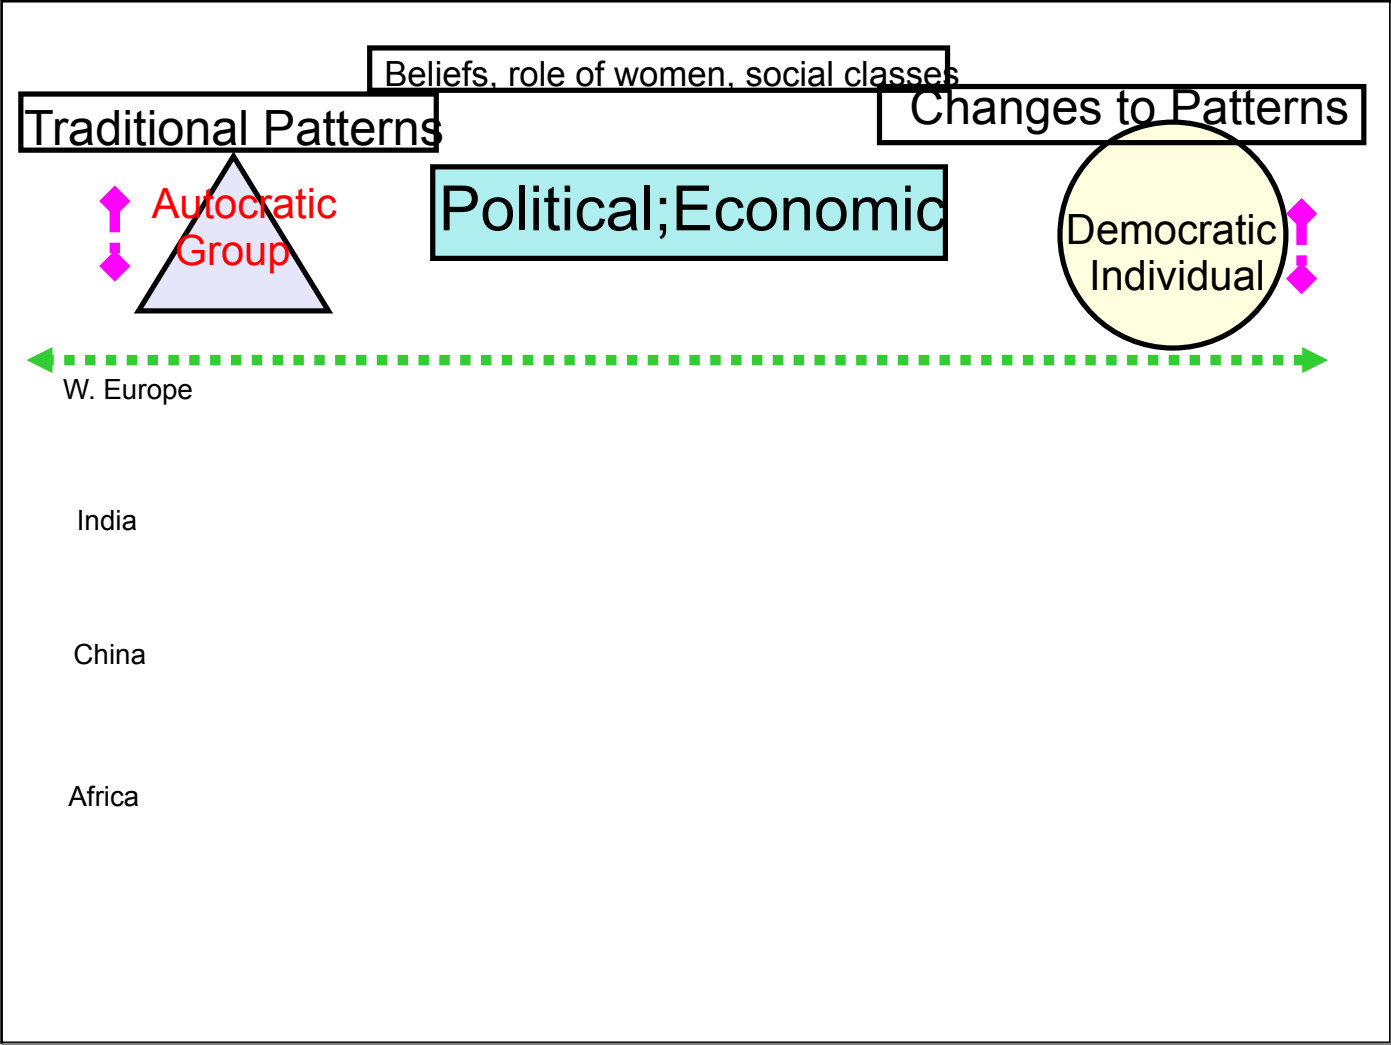 Beliefs, role of women, social classes
Traditional Patterns
Changes to Patterns
Autocratic
Group
Political;Economic
Democratic
Individual
W. Europe
India
China
Africa